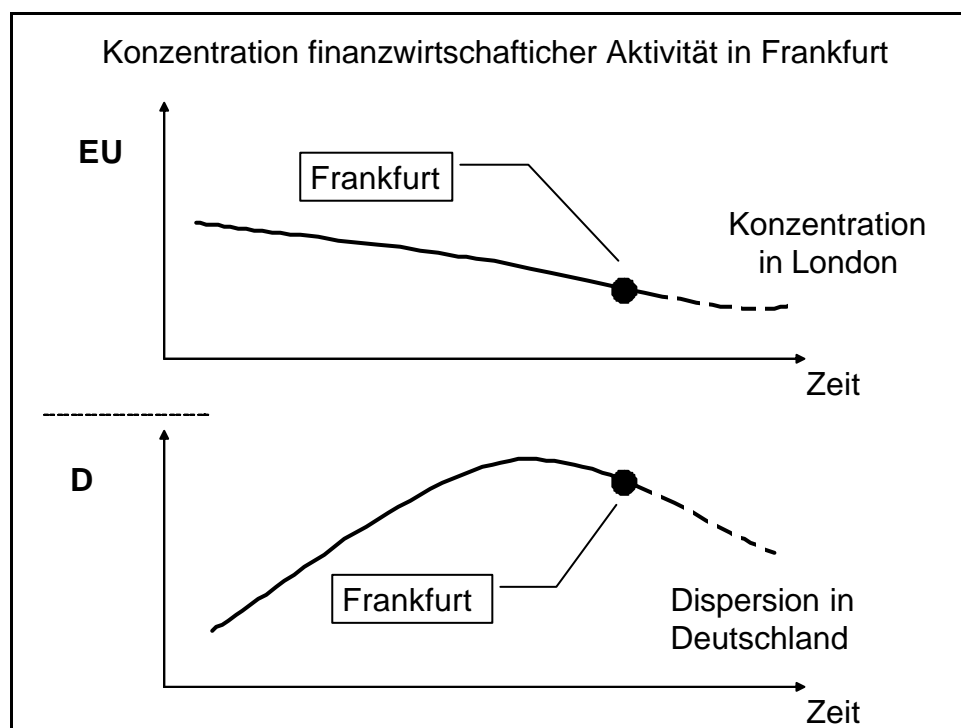 Konzentration finanzwirtschafticher Aktivität in Frankfurt
EU
Frankfurt
Konzentration
in London
Zeit
D
Frankfurt
Dispersion in
Deutschland
Zeit